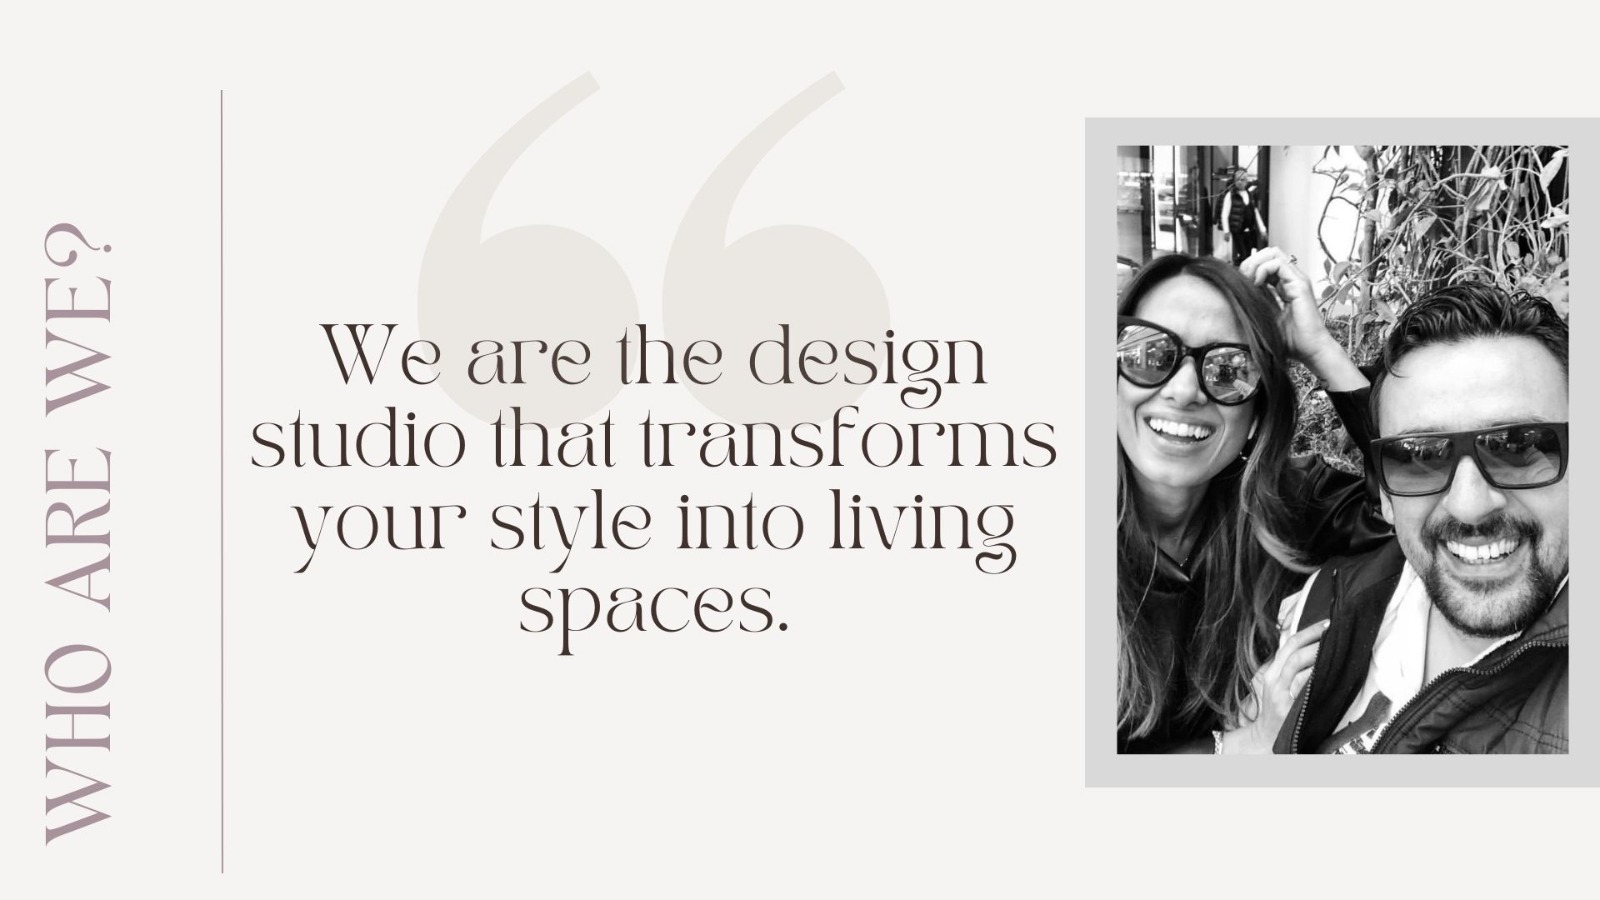 WHO ARE WE?
We are the design
studio that transforms
your style into living
spaces.